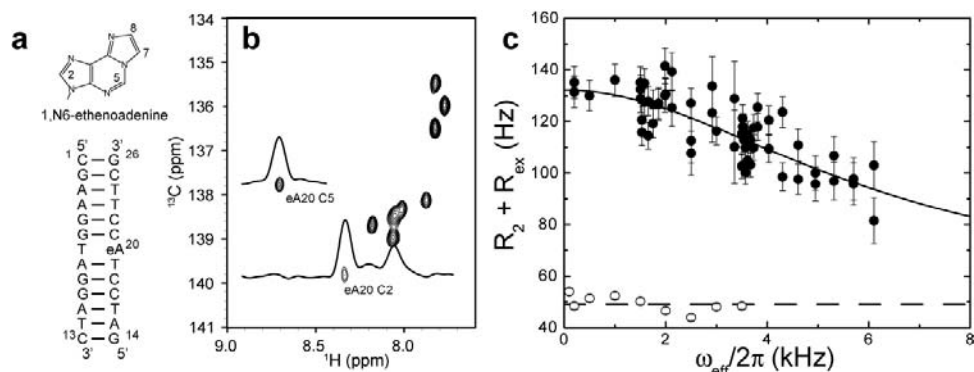 a
8
7
2
5
N
N
N
N
N
1,N6-ethenoadenine
5' 3'
1 C — G 26
G — C
A — T
A — T
G — C
G — C
T eA20
A — T
G — C
G — C
A — T
T — A
13 C — G 14
3' 5'
b
134
135
136
137
138
139
140
141
13C (ppm)
eA20 C5
eA20 C2
9.0 8.5 8.0
1H (ppm)
c
160
140
120
100
80
60
40
R2 + Rex (Hz)
0 2 4 6 8
ωeff/2π (kHz)